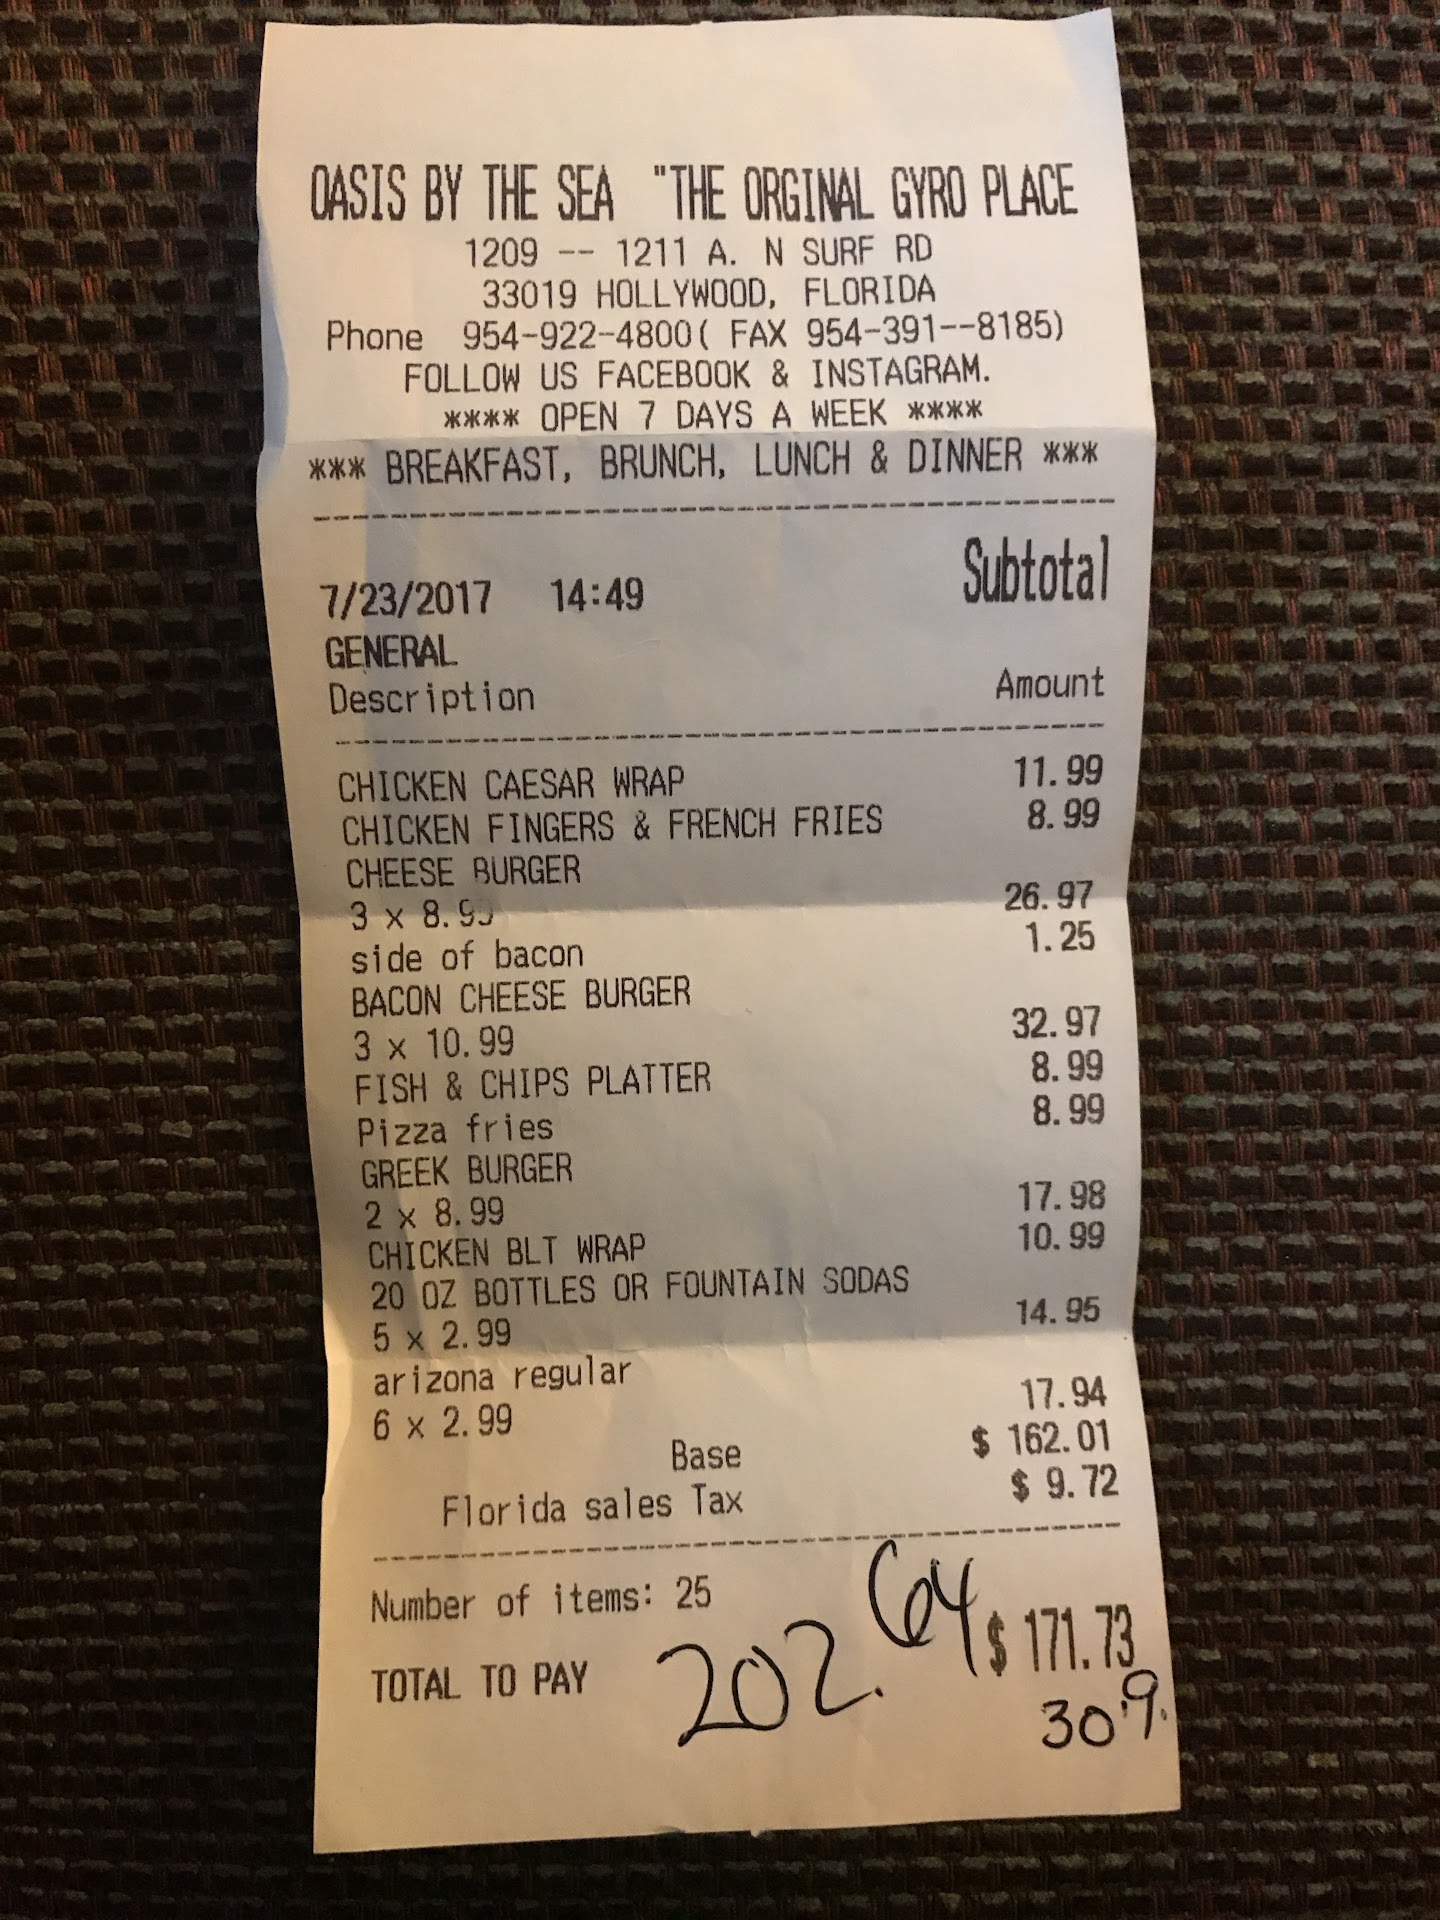 OASIS BY THE SEA "THE ORGINAL GYRO PLACE
1209 -- 1211 A. N SURF RD
33019 HOLLYWOOD, FLORIDA
Phone 954-922-4800( FAX 954-391--8185)
FOLLOW US FACEBOOK & INSTAGRAM.
**** OPEN 7 DAYS A WEEK ****
*** BREAKFAST, BRUNCH, LUNCH & DINNER ***
7/23/2017 14:49 Subtotal
GENERAL
Description Amount
CHICKEN CAESAR WRAP 11.99
CHICKEN FINGERS & FRENCH FRIES 8.99
CHEESE BURGER
3 x 8.99 26.97
side of bacon 1.25
BACON CHEESE BURGER
3 x 10.99 32.97
FISH & CHIPS PLATTER 8.99
Pizza fries 8.99
GREEK BURGER
2 x 8.99 17.98
CHICKEN BLT WRAP 10.99
20 OZ BOTTLES OR FOUNTAIN SODAS
5 x 2.99 14.95
arizona regular
6 x 2.99 17.94
Base $ 162.01
Florida sales Tax $ 9.72
Number of items: 25
TOTAL TO PAY 202.64 $ 171.73
30.9.